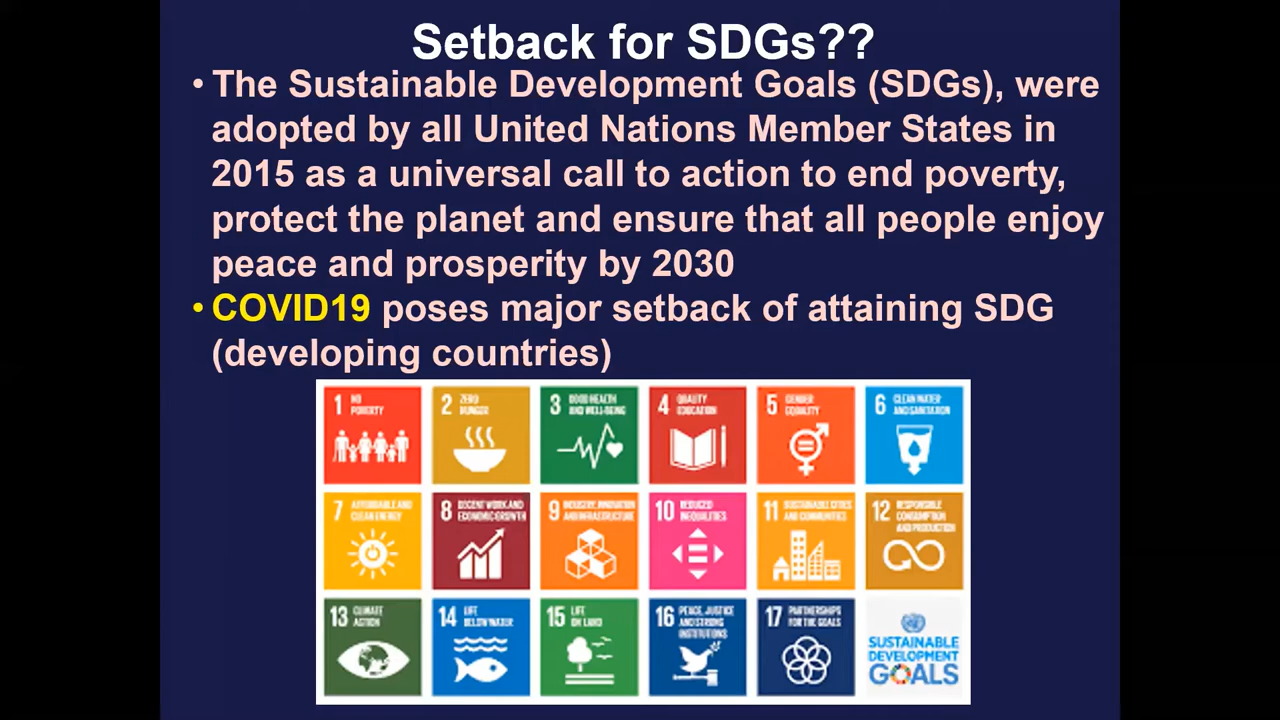 Setback for SDGs??
• The Sustainable Development Goals (SDGs), were
adopted by all United Nations Member States in
2015 as a universal call to action to end poverty,
protect the planet and ensure that all people enjoy
peace and prosperity by 2030
• COVID19 poses major setback of attaining SDG
(developing countries)
1 NO
POVERTY
2 ZERO
HUNGER
3 GOOD HEALTH
AND WELL-BEING
4 QUALITY
EDUCATION
5 GENDER
EQUALITY
6 CLEAN WATER
AND SANITATION
7 AFFORDABLE AND
CLEAN ENERGY
8 DECENT WORK AND
ECONOMIC GROWTH
9 INDUSTRY, INNOVATION
AND INFRASTRUCTURE
10 REDUCED
INEQUALITIES
11 SUSTAINABLE CITIES
AND COMMUNITIES
12 RESPONSIBLE
CONSUMPTION
AND PRODUCTION
13 CLIMATE
ACTION
14 LIFE
BELOW WATER
15 LIFE
ON LAND
16 PEACE, JUSTICE
AND STRONG
INSTITUTIONS
17 PARTNERSHIPS
FOR THE GOALS
SUSTAINABLE
DEVELOPMENT
GOALS